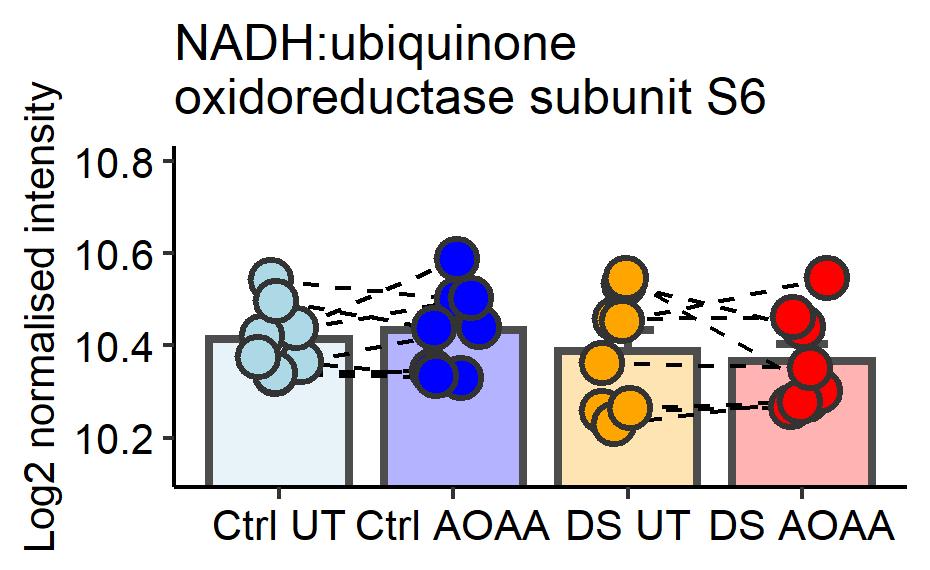 NADH:ubiquinone
oxidoreductase subunit S6
Log2 normalised intensity
10.8
10.6
10.4
10.2
Ctrl UT Ctrl AOAA DS UT DS AOAA